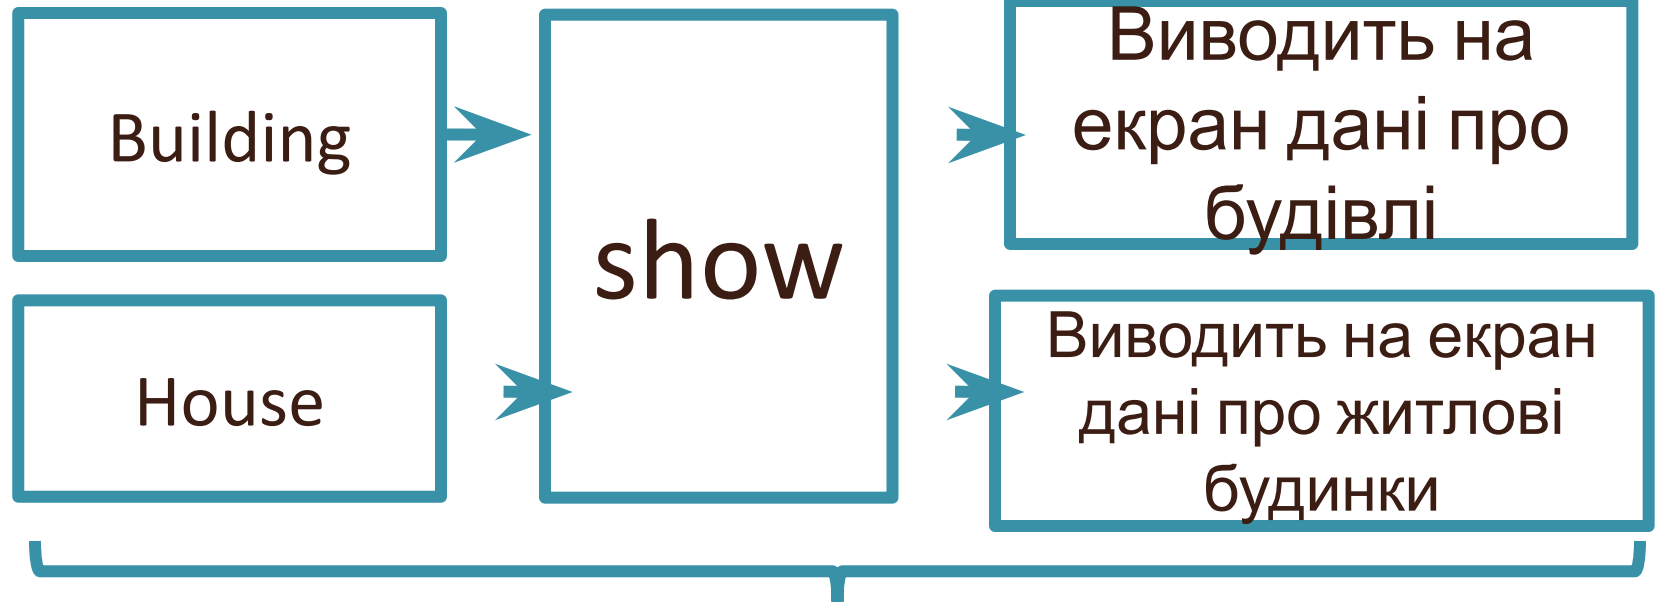 Building
show
Виводить на
екран дані про
будівлі
House
Виводить на екран
дані про житлові
будинки